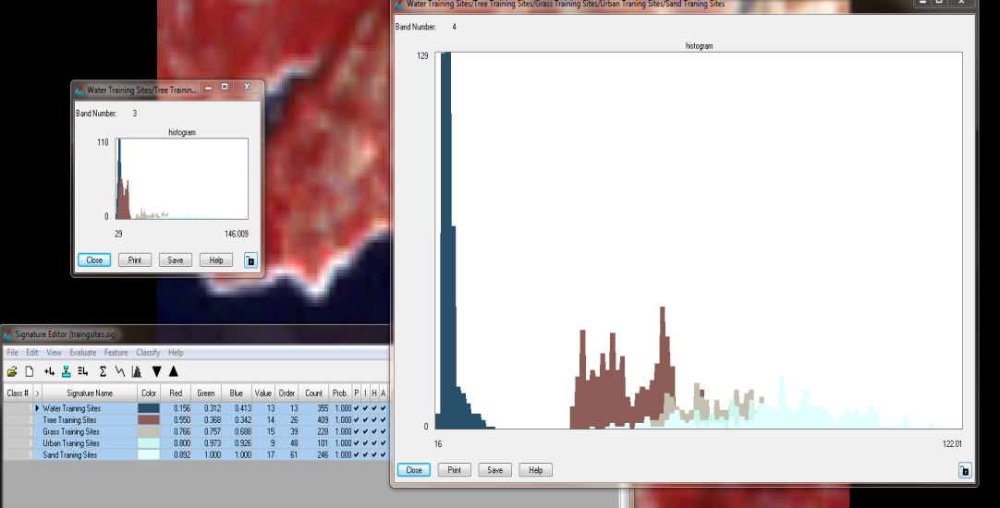 Water Training Sites/Tree Training Sites/Grass Training Sites/Urban Traning Sites/Sand Traning Sites
Band Number: 4
histogram
129
0
16 122.01
Close Print Save Help
Water Training Sites/Tree Trainin...
Band Number: 3
histogram
110
0
29 146.009
Close Print Save Help
Signature Editor (traingsites.sig)
File Edit View Evaluate Feature Classify Help
Class # > Signature Name Color Red Green Blue Value Order Count Prob. P I H A
1 Water Training Sites 0.156 0.312 0.413 13 13 355 1.000
2 Tree Training Sites 0.550 0.368 0.342 14 26 409 1.000
3 Grass Training Sites 0.766 0.757 0.688 15 39 228 1.000
4 Urban Traning Sites 0.800 0.973 0.926 9 48 101 1.000
5 Sand Traning Sites 0.892 1.000 1.000 17 61 246 1.000